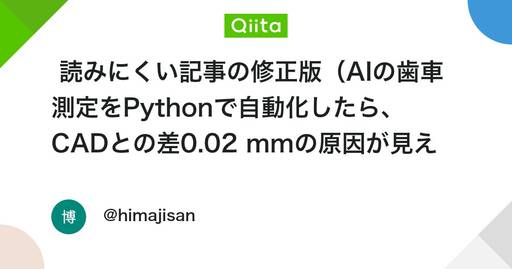 Qiita
読みにくい記事の修正版（AIの歯車
測定をPythonで自動化したら、
CADとの差0.02 mmの原因が見え
博 @himajisan